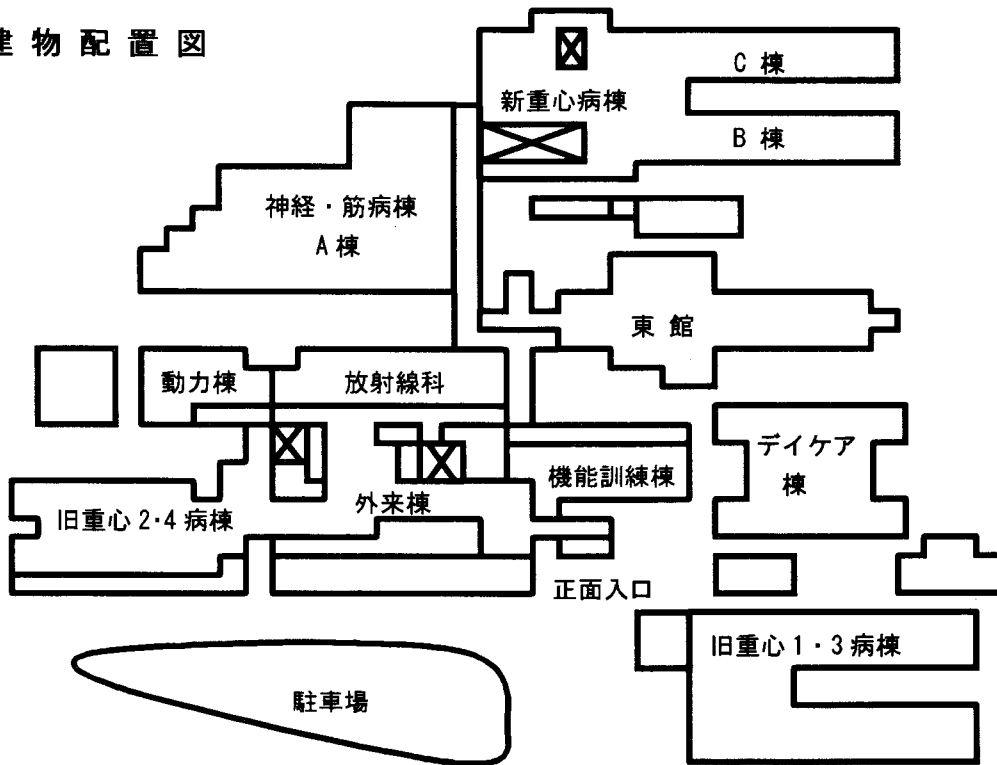 建物配置図
C 棟
新重心病棟
B 棟
神経・筋病棟
A 棟
東 館
動力棟
放射線科
デイケア
棟
機能訓練棟
外来棟
旧重心 2・4 病棟
正面入口
旧重心 1・3 病棟
駐車場